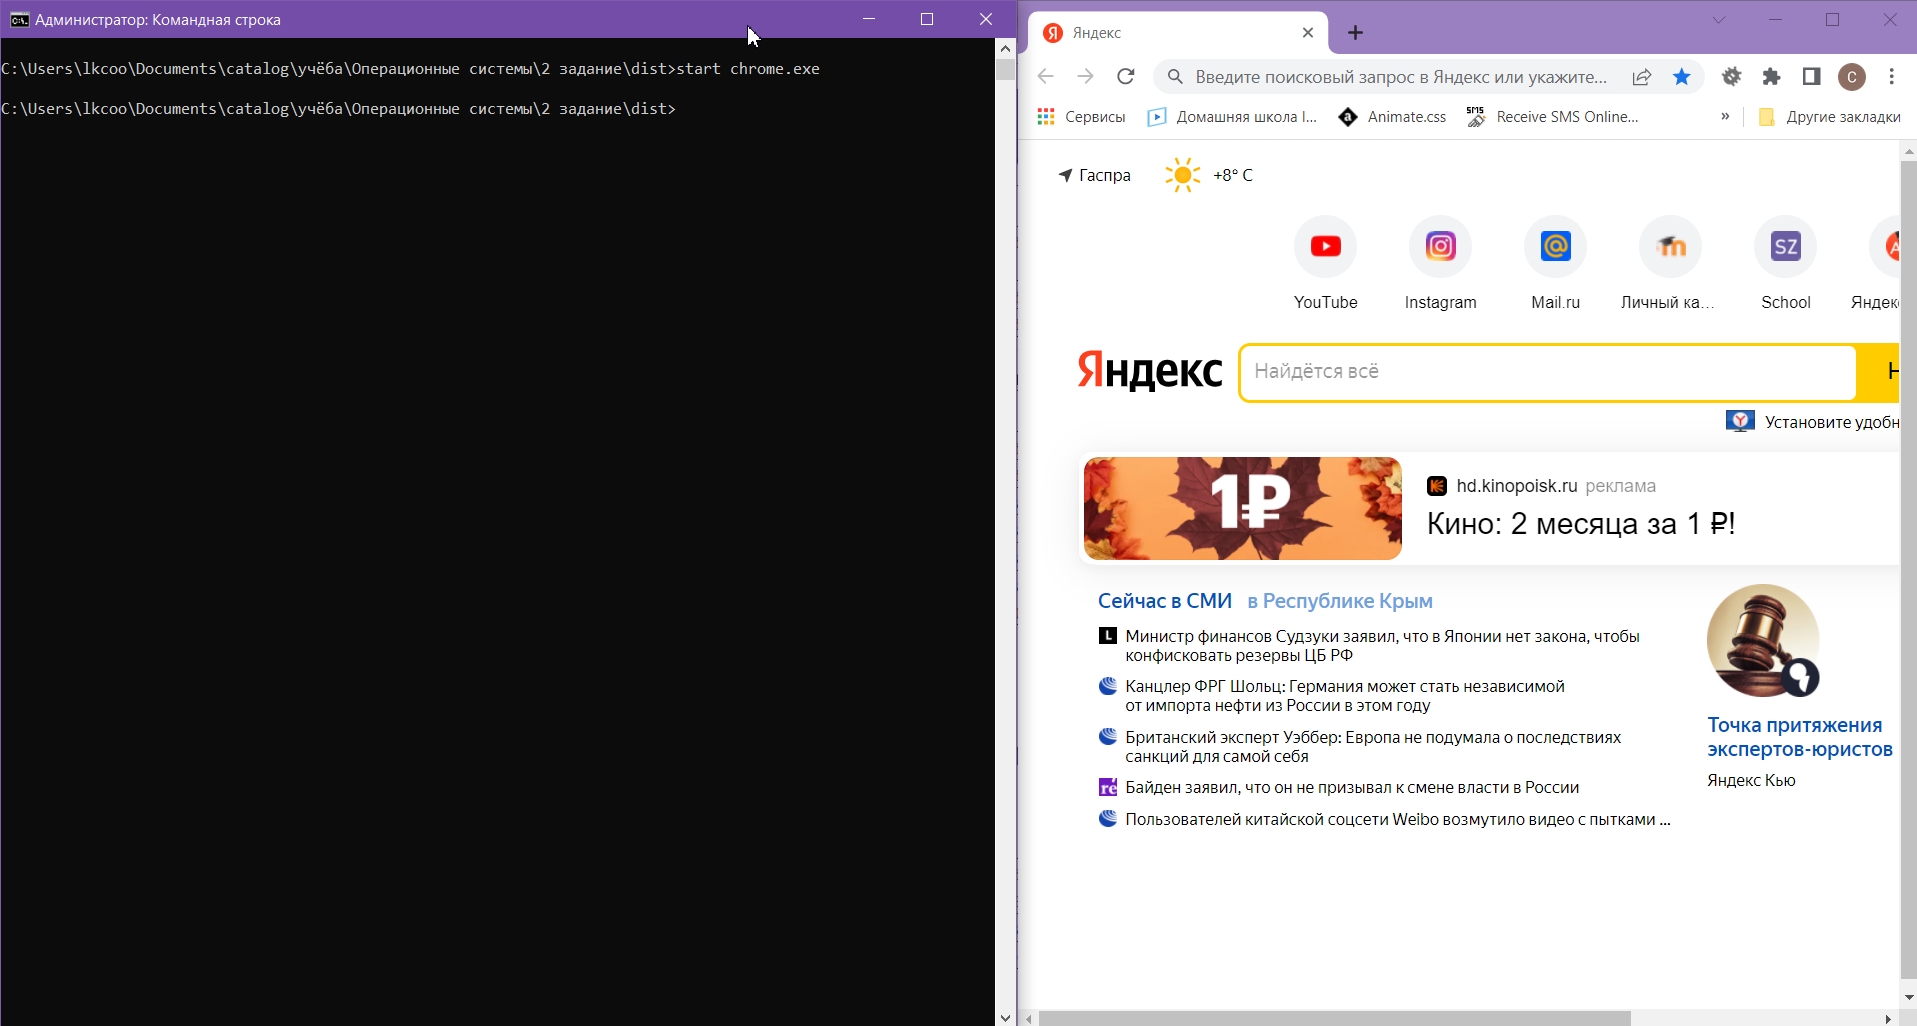 Администратор: Командная строка
C:\Users\lkcoo\Documents\catalog\учёба\Операционные системы\2 задание\dist>start chrome.exe
C:\Users\lkcoo\Documents\catalog\учёба\Операционные системы\2 задание\dist>
Яндекс
Введите поисковый запрос в Яндекс или укажите...
C
Сервисы
Домашняя школа I...
Animate.css
Receive SMS Online...
»
Другие закладки
Гаспра
+8° C
YouTube
Instagram
Mail.ru
Личный ка...
SZ
School
Яндек
Яндекс
Найдётся всё
Н
Установите удобн
1₽
hd.kinopoisk.ru реклама
Кино: 2 месяца за 1 ₽!
Сейчас в СМИ в Республике Крым
Министр финансов Судзуки заявил, что в Японии нет закона, чтобы
конфисковать резервы ЦБ РФ
Канцлер ФРГ Шольц: Германия может стать независимой
от импорта нефти из России в этом году
Британский эксперт Уэббер: Европа не подумала о последствиях
санкций для самой себя
Байден заявил, что он не призывал к смене власти в России
Пользователей китайской соцсети Weibo возмутило видео с пытками ...
Точка притяжения
экспертов-юристов
Яндекс Кью